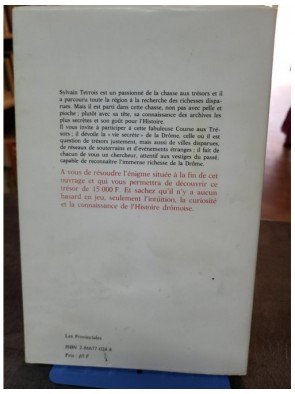 Sylvain Terrois est un passionné de la chasse aux trésors et il
a parcouru toute la région à la recherche des richesses dispa-
rues. Mais il est parti dans cette chasse, non pas avec pelle et
pioche ; plutôt avec sa tête, sa connaissance des archives les
plus secrètes et son goût pour l'Histoire.
Il vous invite à participer à cette fabuleuse Course aux Tré-
sors ; il dévoile la « vie secrète » de la Drôme, celle où il est
question de trésors justement, mais aussi de villes disparues,
de réseaux de souterrains et d'événements étranges ; il fait de
chacun de vous un chercheur, attentif aux vestiges du passé,
capable de reconnaître l'immense richesse de la Drôme.
A vous de résoudre l'énigme située à la fin de cet
ouvrage et qui vous permettra de découvrir ce
trésor de 15 000 F. Et sachez qu'il n'y a aucun
hasard en jeu, seulement l'intuition, la curiosité
et la connaissance de l'Histoire drômoise.
Les Provinciales
ISBN
Prix : F